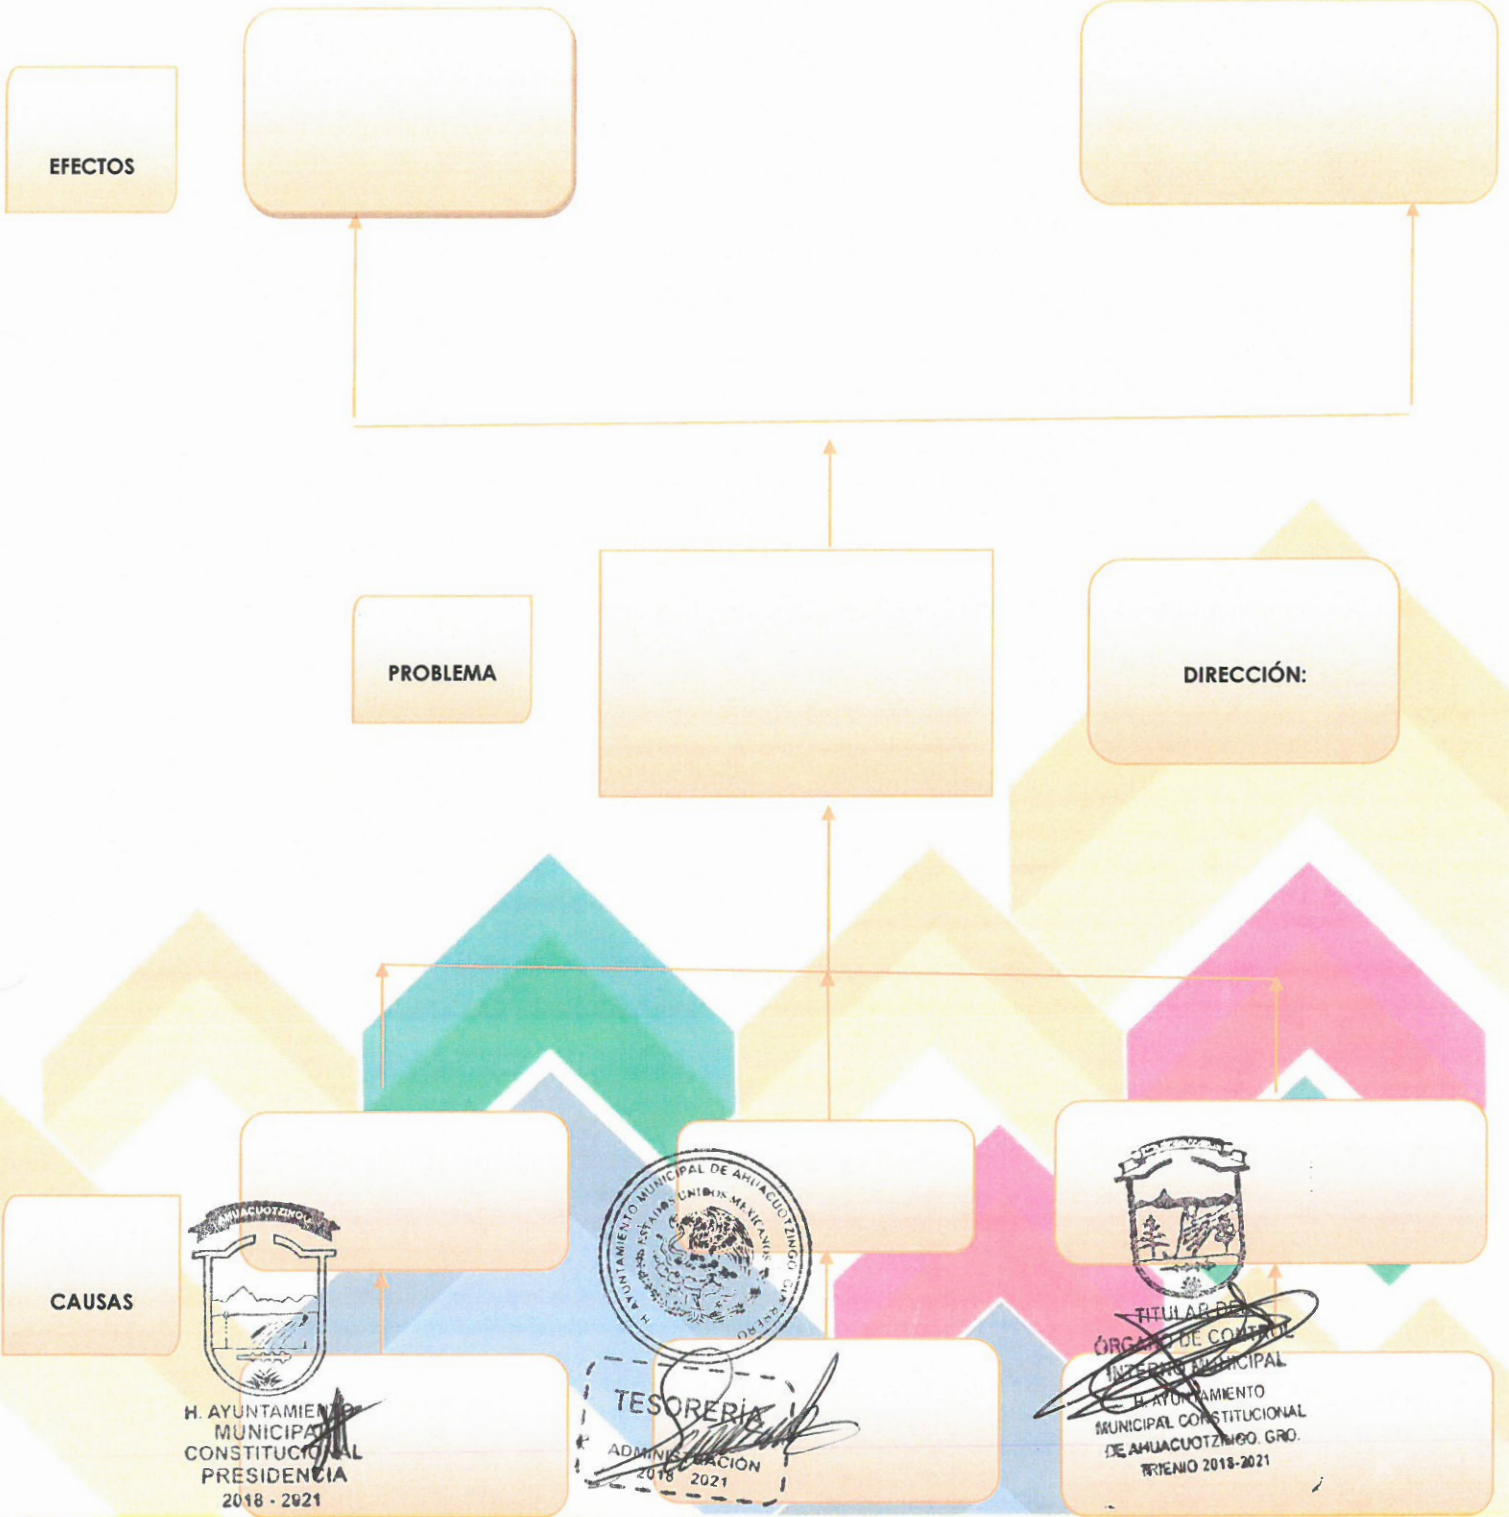 EFECTOS
PROBLEMA
DIRECCIÓN:
CAUSAS
AHUACUOTZINGO
H. AYUNTAMIENTO
MUNICIPAL
CONSTITUCIONAL
PRESIDENCIA
2018 - 2021
H. AYUNTAMIENTO MUNICIPAL DE AHUACUOTZINGO GUERRERO
ESTADOS UNIDOS MEXICANOS
TESORERÍA
ADMINISTRACIÓN
2018 2021
TITULAR DEL
ÓRGANO DE CONTROL
INTERNO MUNICIPAL
H. AYUNTAMIENTO
MUNICIPAL CONSTITUCIONAL
DE AHUACUOTZINGO. GRO.
TRIENIO 2018-2021